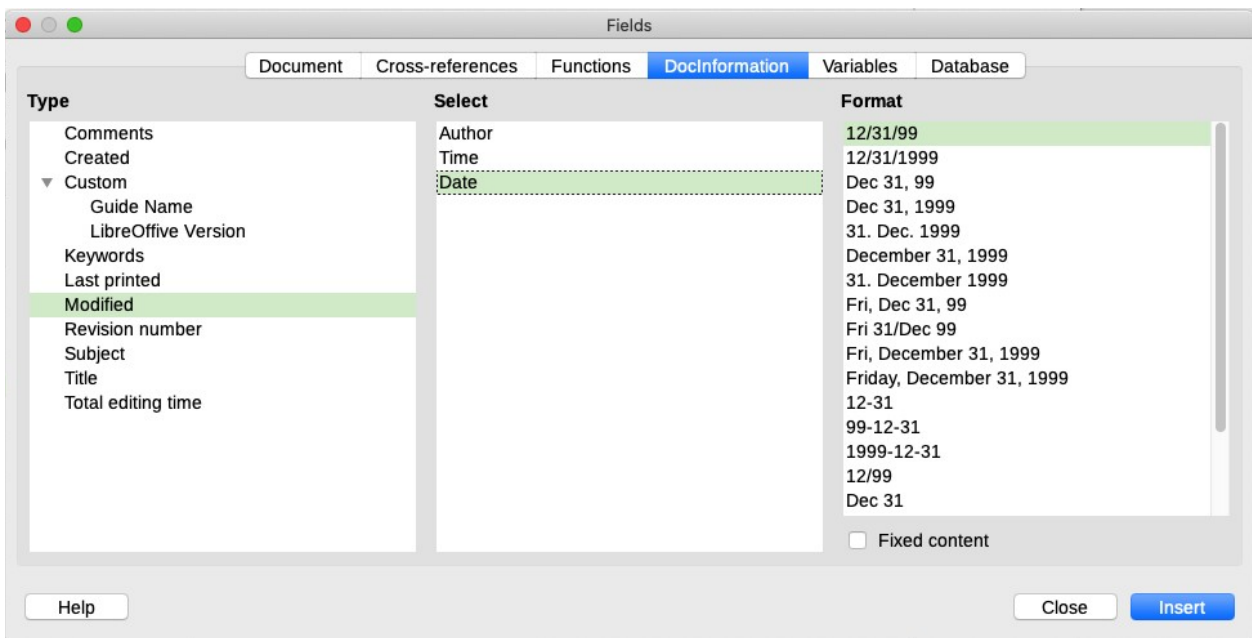 Fields
Document Cross-references Functions DocInformation Variables Database
Type
Comments
Created
Custom
Guide Name
LibreOffive Version
Keywords
Last printed
Modified
Revision number
Subject
Title
Total editing time
Select
Author
Time
Date
Format
12/31/99
12/31/1999
Dec 31, 99
Dec 31, 1999
31. Dec. 1999
December 31, 1999
31. December 1999
Fri, Dec 31, 99
Fri 31/Dec 99
Fri, December 31, 1999
Friday, December 31, 1999
12-31
99-12-31
1999-12-31
12/99
Dec 31
Fixed content
Help Close Insert